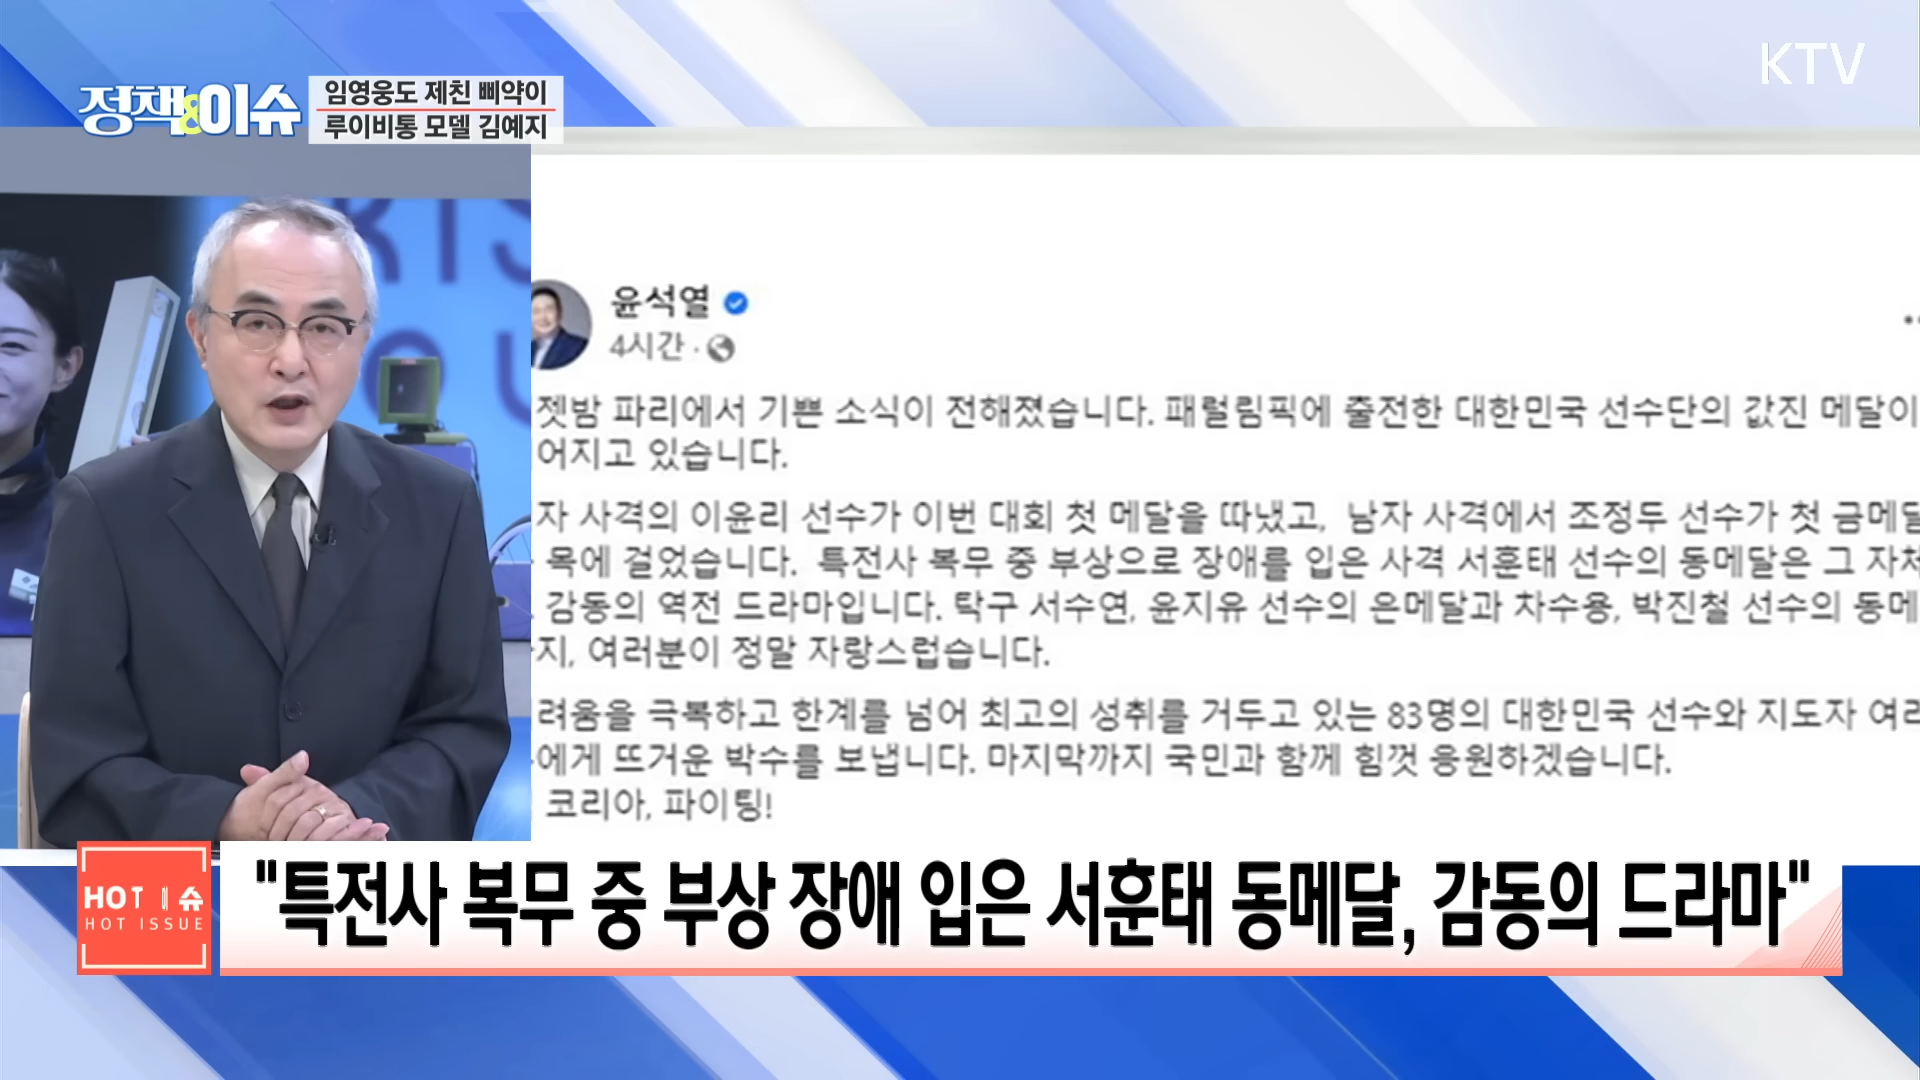 KTV
정책&이슈
임영웅도 제친 삐약이
루이비통 모델 김예지
RIS
윤석열
4시간
젯밤 파리에서 기쁜 소식이 전해졌습니다. 패럴림픽에 출전한 대한민국 선수단의 값진 메달이
어지고 있습니다.
자 사격의 이윤리 선수가 이번 대회 첫 메달을 따냈고, 남자 사격에서 조정두 선수가 첫 금메달
목에 걸었습니다. 특전사 복무 중 부상으로 장애를 입은 사격 서훈태 선수의 동메달은 그 자체
감동의 역전 드라마입니다. 탁구 서수연, 윤지유 선수의 은메달과 차수용, 박진철 선수의 동메
지, 여러분이 정말 자랑스럽습니다.
려움을 극복하고 한계를 넘어 최고의 성취를 거두고 있는 83명의 대한민국 선수와 지도자 여러
에게 뜨거운 박수를 보냅니다. 마지막까지 국민과 함께 힘껏 응원하겠습니다.
코리아, 파이팅!
HOT 이슈
HOT ISSUE
"특전사 복무 중 부상 장애 입은 서훈태 동메달, 감동의 드라마"